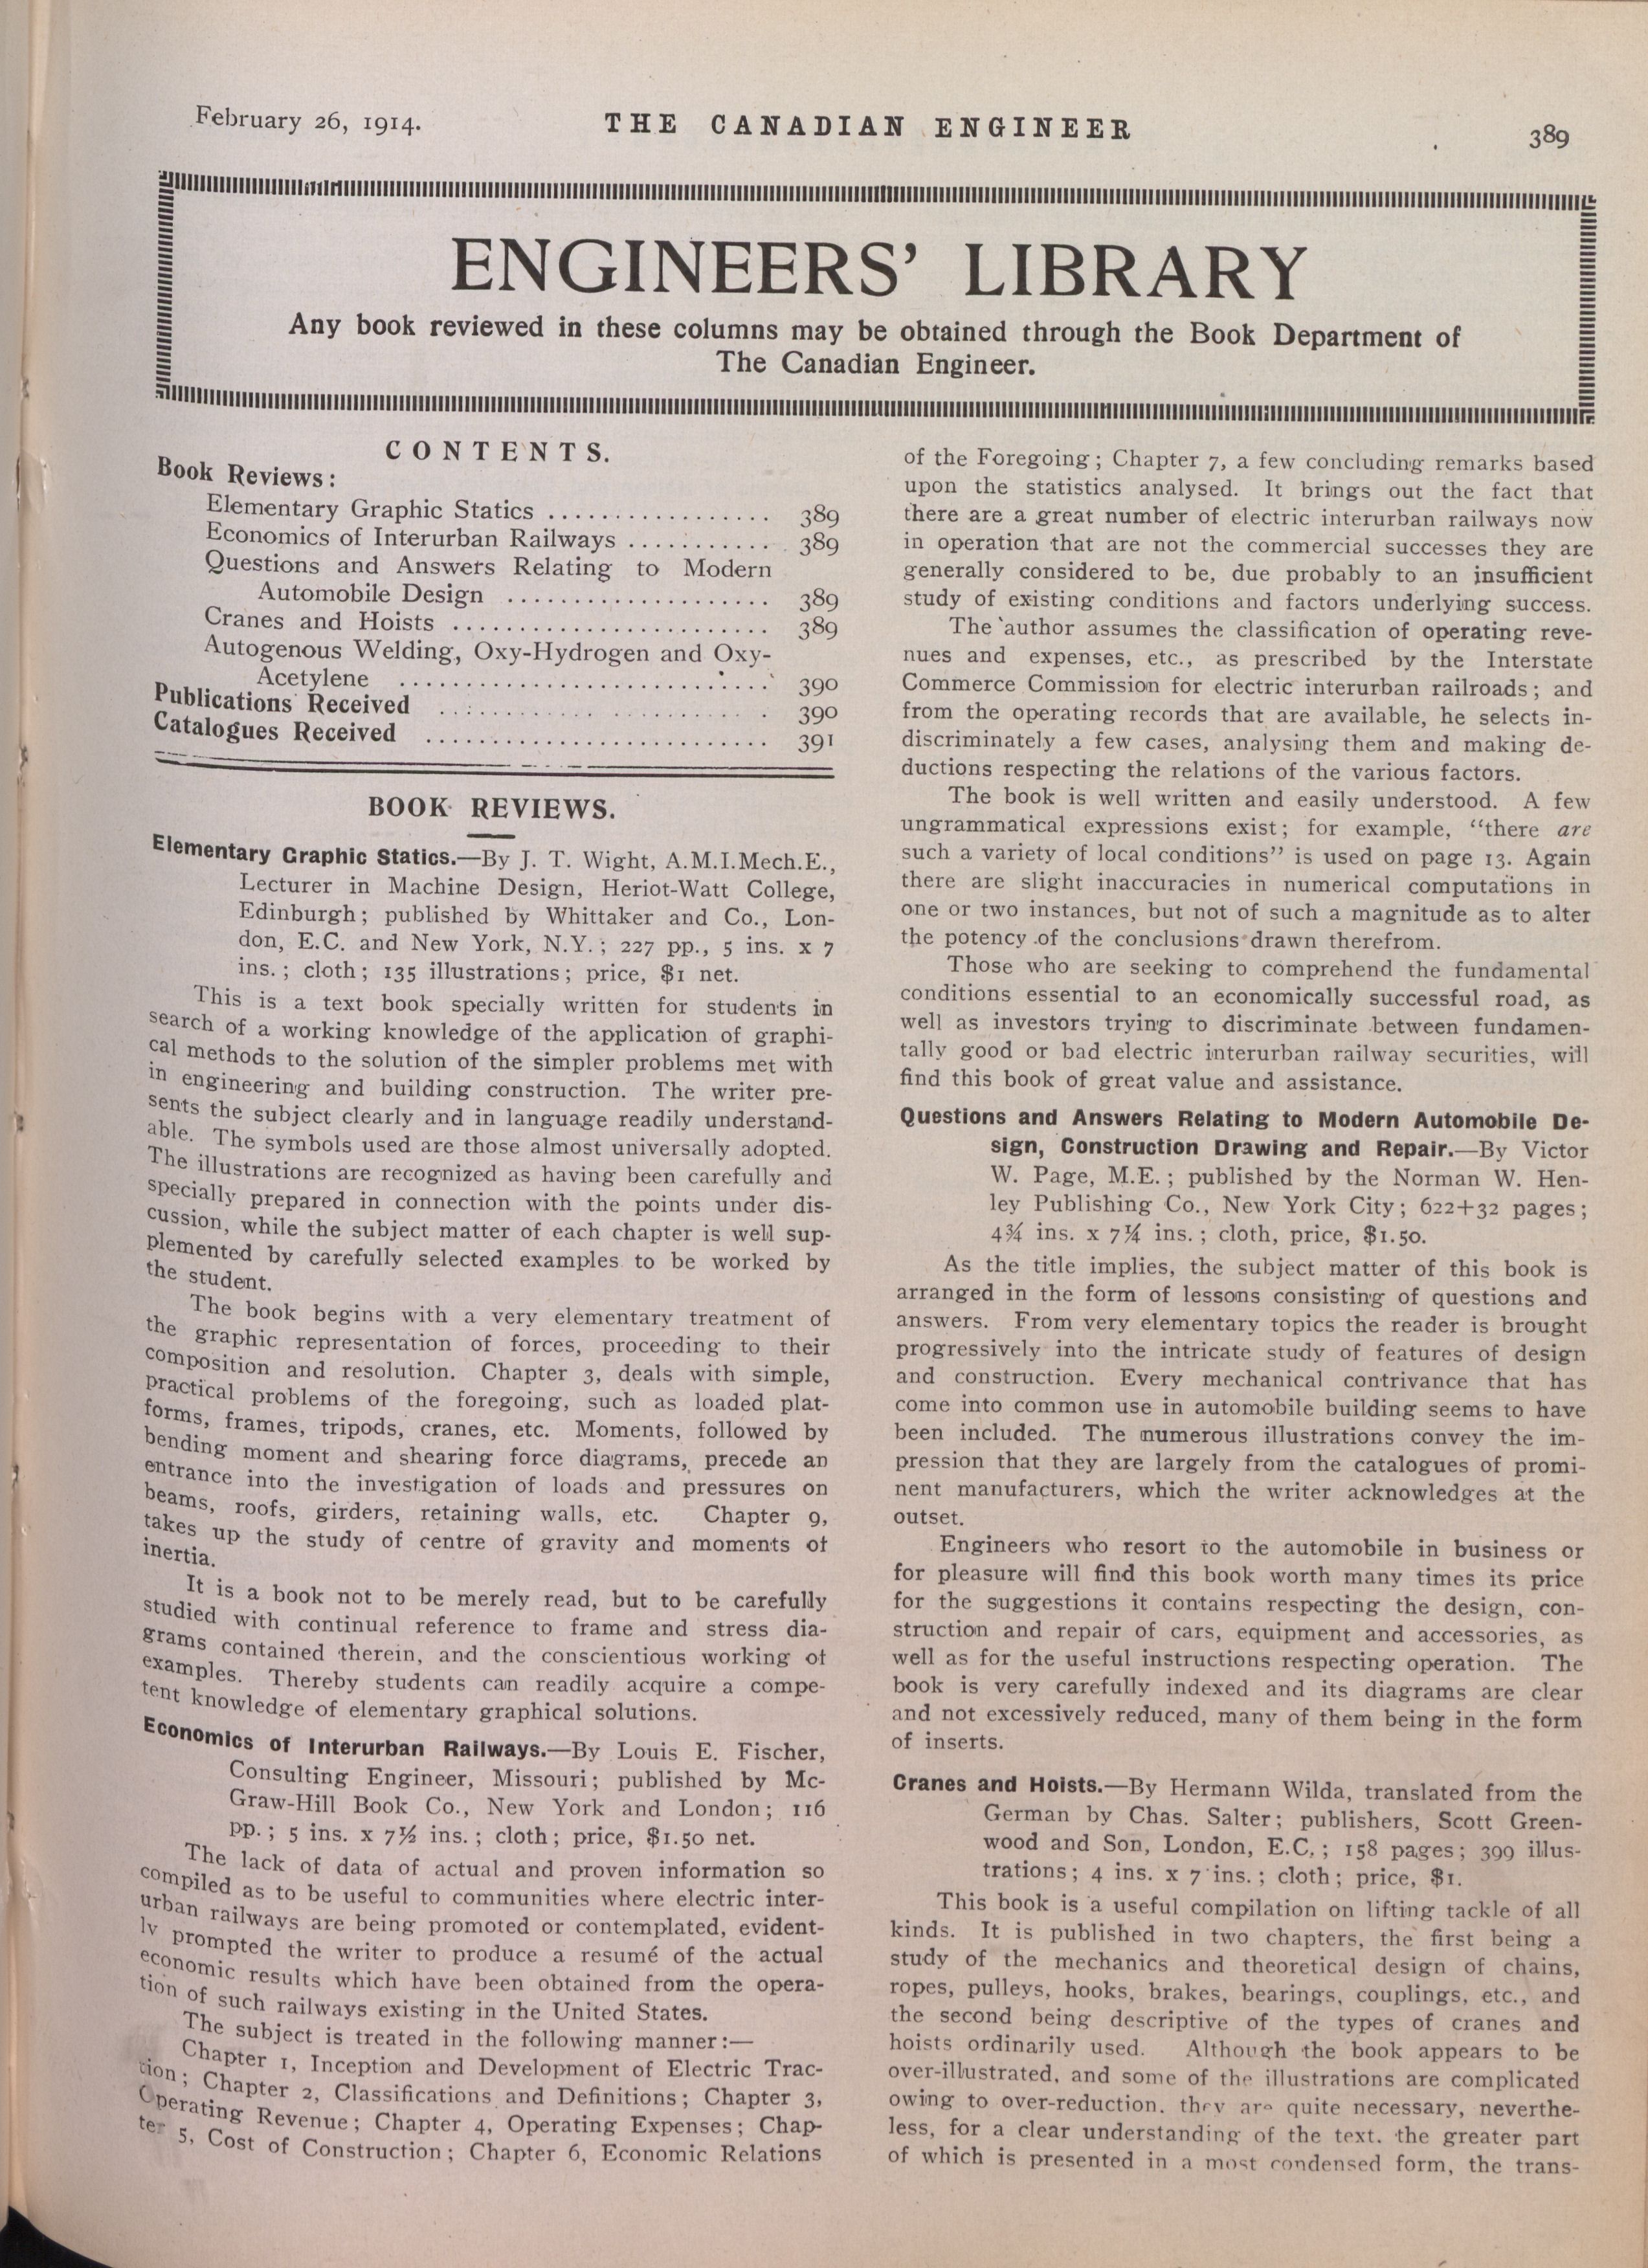 February 26, 1914.
THE CANADIAN ENGINEER
389
ENGINEERS' LIBRARY
Any book reviewed in these columns may be obtained through the Book Department of
The Canadian Engineer.
CONTENTS.
Book Reviews:
Elementary Graphic Statics ................. 389
Economics of Interurban Railways ........... 389
Questions and Answers Relating to Modern
Automobile Design .................... 389
Cranes and Hoists ........................ 389
Autogenous Welding, Oxy-Hydrogen and Oxy-
Acetylene ............................ 390
Publications Received ......................... 390
Catalogues Received .......................... 391
BOOK REVIEWS.
Elementary Graphic Statics.—By J. T. Wight, A.M.I.Mech.E.,
Lecturer in Machine Design, Heriot-Watt College,
Edinburgh; published by Whittaker and Co., Lon-
don, E.C. and New York, N.Y.; 227 pp., 5 ins. x 7
ins.; cloth; 135 illustrations; price, $1 net.
This is a text book specially written for students in
search of a working knowledge of the application of graphi-
cal methods to the solution of the simpler problems met with
in engineering and building construction. The writer pre-
sents the subject clearly and in language readily understand-
able. The symbols used are those almost universally adopted.
The illustrations are recognized as having been carefully and
specially prepared in connection with the points under dis-
cussion, while the subject matter of each chapter is well sup-
plemented by carefully selected examples to be worked by
the student.
The book begins with a very elementary treatment of
the graphic representation of forces, proceeding to their
composition and resolution. Chapter 3, deals with simple,
practical problems of the foregoing, such as loaded plat-
forms, frames, tripods, cranes, etc. Moments, followed by
bending moment and shearing force diagrams, precede an
entrance into the investigation of loads and pressures on
beams, roofs, girders, retaining walls, etc. Chapter 9,
takes up the study of centre of gravity and moments of
inertia.
It is a book not to be merely read, but to be carefully
studied with continual reference to frame and stress dia-
grams contained therein, and the conscientious working of
examples. Thereby students can readily acquire a compe-
tent knowledge of elementary graphical solutions.
Economics of Interurban Railways.—By Louis E. Fischer,
Consulting Engineer, Missouri; published by Mc-
Graw-Hill Book Co., New York and London; 116
pp.; 5 ins. x 7½ ins.; cloth; price, $1.50 net.
The lack of data of actual and proven information so
compiled as to be useful to communities where electric inter-
urban railways are being promoted or contemplated, evident-
ly prompted the writer to produce a resumé of the actual
economic results which have been obtained from the opera-
tion of such railways existing in the United States.
The subject is treated in the following manner:—
Chapter 1, Inception and Development of Electric Trac-
tion; Chapter 2, Classifications and Definitions; Chapter 3,
Operating Revenue; Chapter 4, Operating Expenses; Chap-
ter 5, Cost of Construction; Chapter 6, Economic Relations
of the Foregoing; Chapter 7, a few concluding remarks based
upon the statistics analysed. It brings out the fact that
there are a great number of electric interurban railways now
in operation that are not the commercial successes they are
generally considered to be, due probably to an insufficient
study of existing conditions and factors underlying success.
The author assumes the classification of operating reve-
nues and expenses, etc., as prescribed by the Interstate
Commerce Commission for electric interurban railroads; and
from the operating records that are available, he selects in-
discriminately a few cases, analysing them and making de-
ductions respecting the relations of the various factors.
The book is well written and easily understood. A few
ungrammatical expressions exist; for example, "there are
such a variety of local conditions" is used on page 13. Again
there are slight inaccuracies in numerical computations in
one or two instances, but not of such a magnitude as to alter
the potency of the conclusions drawn therefrom.
Those who are seeking to comprehend the fundamental
conditions essential to an economically successful road, as
well as investors trying to discriminate between fundamen-
tally good or bad electric interurban railway securities, will
find this book of great value and assistance.
Questions and Answers Relating to Modern Automobile De-
sign, Construction Drawing and Repair.—By Victor
W. Page, M.E.; published by the Norman W. Hen-
ley Publishing Co., New York City; 622+32 pages;
4¾ ins. x 7¼ ins.; cloth, price, $1.50.
As the title implies, the subject matter of this book is
arranged in the form of lessons consisting of questions and
answers. From very elementary topics the reader is brought
progressively into the intricate study of features of design
and construction. Every mechanical contrivance that has
come into common use in automobile building seems to have
been included. The numerous illustrations convey the im-
pression that they are largely from the catalogues of promi-
nent manufacturers, which the writer acknowledges at the
outset.
Engineers who resort to the automobile in business or
for pleasure will find this book worth many times its price
for the suggestions it contains respecting the design, con-
struction and repair of cars, equipment and accessories, as
well as for the useful instructions respecting operation. The
book is very carefully indexed and its diagrams are clear
and not excessively reduced, many of them being in the form
of inserts.
Cranes and Hoists.—By Hermann Wilda, translated from the
German by Chas. Salter; publishers, Scott Green-
wood and Son, London, E.C.; 158 pages; 399 illus-
trations; 4 ins. x 7 ins.; cloth; price, $1.
This book is a useful compilation on lifting tackle of all
kinds. It is published in two chapters, the first being a
study of the mechanics and theoretical design of chains,
ropes, pulleys, hooks, brakes, bearings, couplings, etc., and
the second being descriptive of the types of cranes and
hoists ordinarily used. Although the book appears to be
over-illustrated, and some of the illustrations are complicated
owing to over-reduction, they are quite necessary, neverthe-
less, for a clear understanding of the text, the greater part
of which is presented in a most condensed form, the trans-